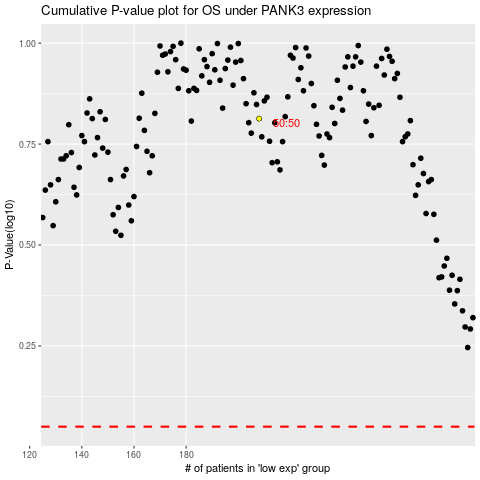 Cumulative P-value plot for OS under PANK3 expression
P-Value(log10)
1.00
0.75
0.50
0.25
50:50
120 140 160 180
# of patients in 'low exp' group